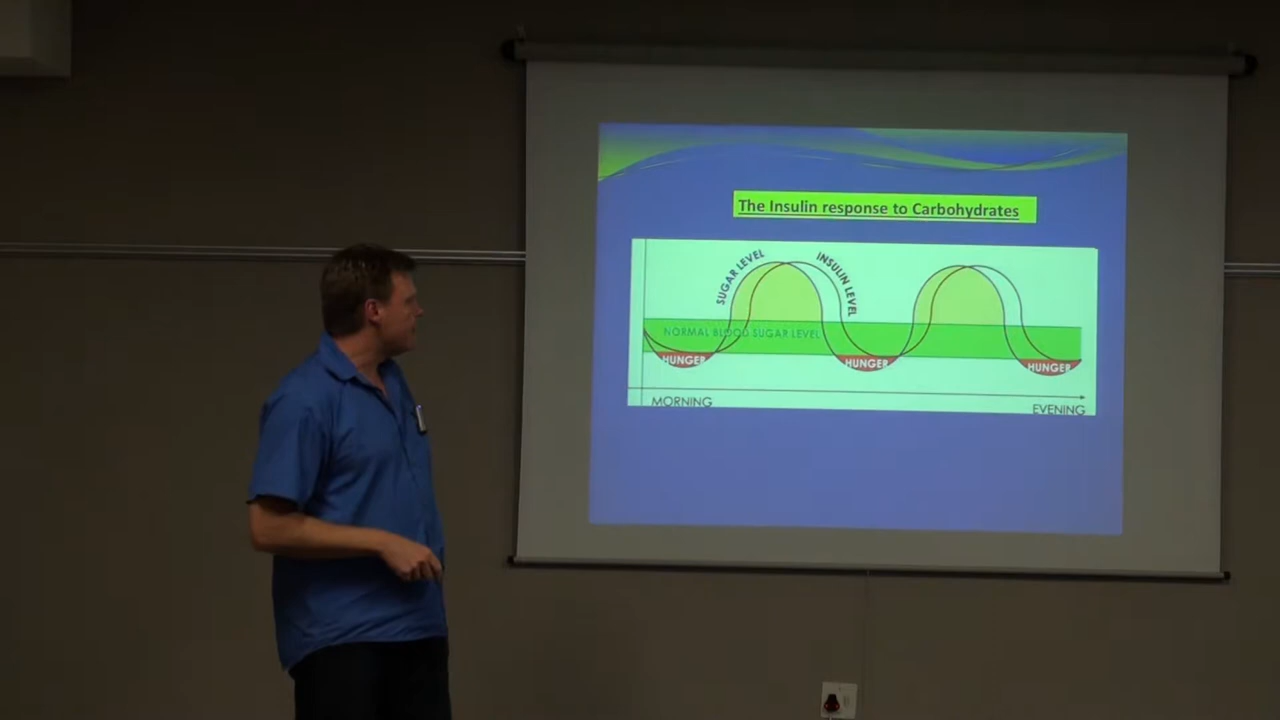 The Insulin response to Carbohydrates
SUGAR LEVEL
INSULIN LEVEL
NORMAL BLOOD SUGAR LEVEL
HUNGER
HUNGER
HUNGER
MORNING
EVENING